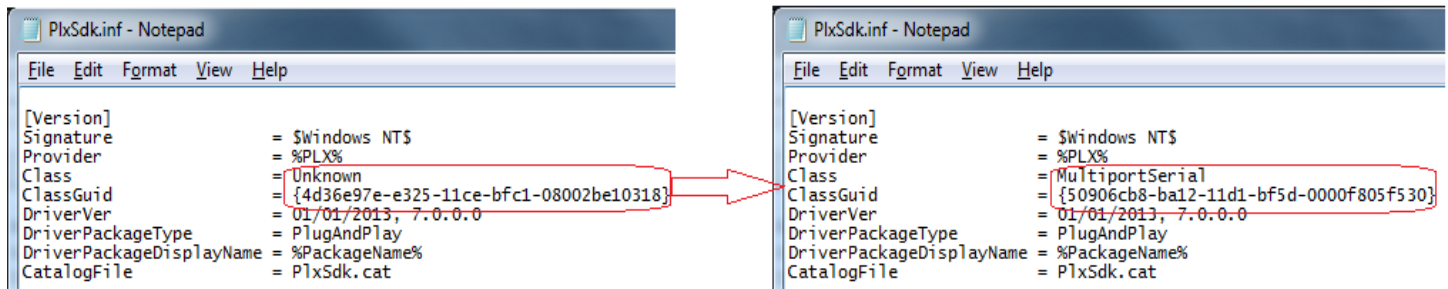 PlxSdk.inf - Notepad
File Edit Format View Help
[Version]
Signature = $Windows NT$
Provider = %PLX%
Class = Unknown
ClassGuid = {4d36e97e-e325-11ce-bfc1-08002be10318}
DriverVer = 01/01/2013, 7.0.0.0
DriverPackageType = PlugAndPlay
DriverPackageDisplayName = %PackageName%
CatalogFile = PlxSdk.cat
PlxSdk.inf - Notepad
File Edit Format View Help
[Version]
Signature = $Windows NT$
Provider = %PLX%
Class = MultiportSerial
ClassGuid = {50906cb8-ba12-11d1-bf5d-0000f805f530}
DriverVer = 01/01/2013, 7.0.0.0
DriverPackageType = PlugAndPlay
DriverPackageDisplayName = %PackageName%
CatalogFile = PlxSdk.cat